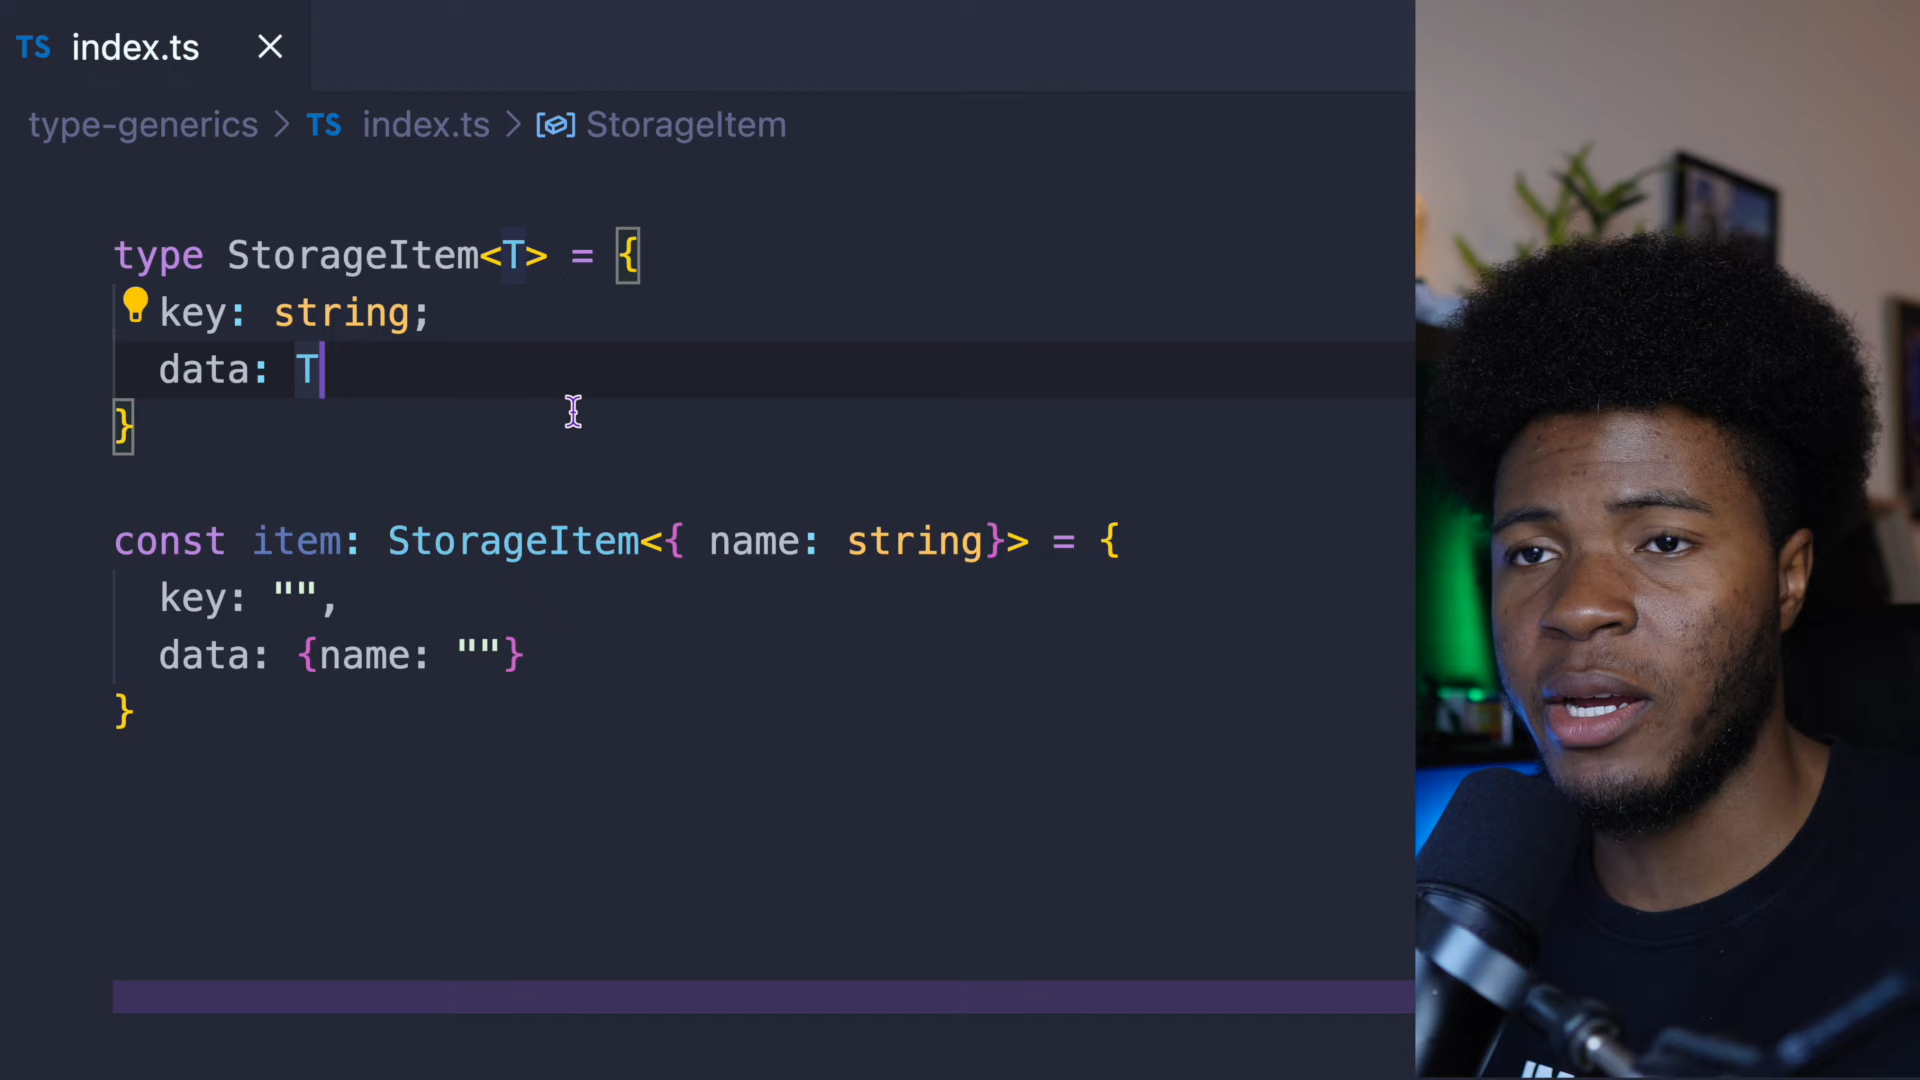 TS index.ts
type-generics > TS index.ts > StorageItem
type StorageItem<T> = {
key: string;
data: T
}
const item: StorageItem<{ name: string}> = {
key: "",
data: {name: ""}
}